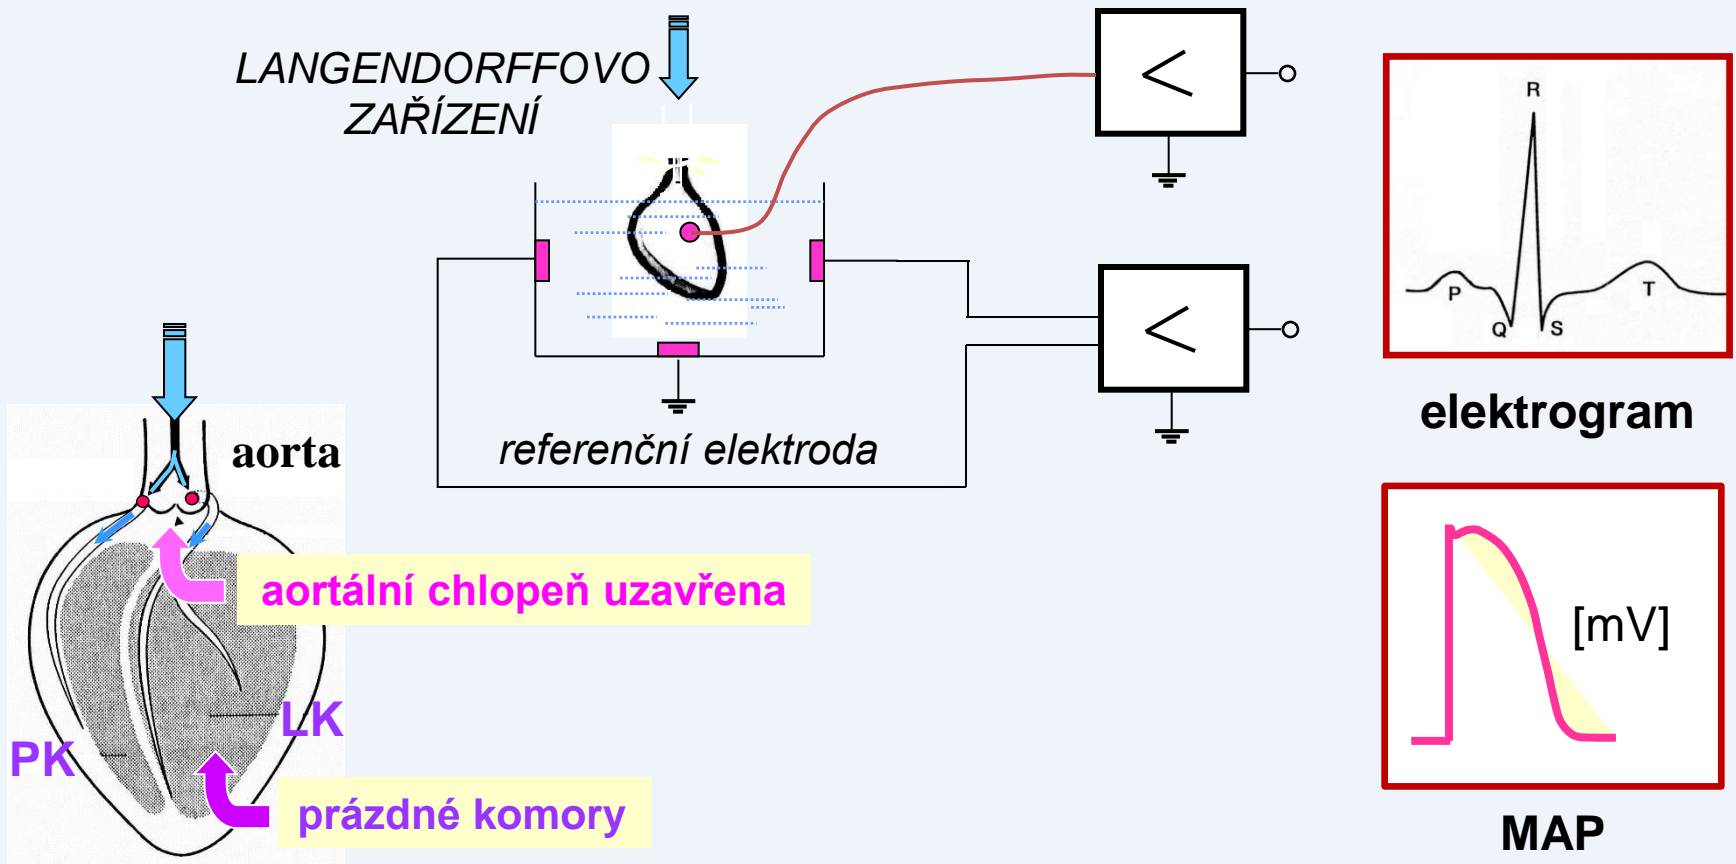 LANGENDORFFOVO
ZAŘÍZENÍ
R
P
T
Q
S
elektrogram
referenční elektroda
aorta
aortální chlopeň uzavřena
[mV]
LK
PK
prázdné komory
MAP